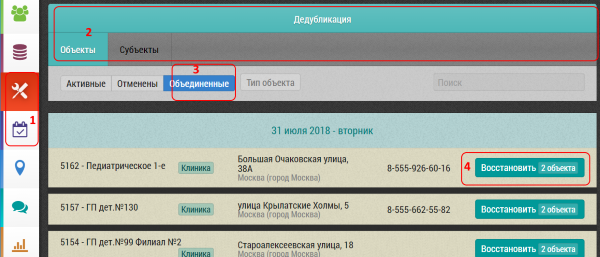 Дедубликация
2
Объекты Субъекты
3
Активные Отменены Объединенные Тип объекта Поиск
1
31 июля 2018 - вторник
5162 - Педиатрическое 1-е Клиника Большая Очаковская улица, 38А 8-555-926-60-16 4 Восстановить 2 объекта
Москва (город Москва)
5157 - ГП дет.№130 Клиника улица Крылатские Холмы, 5 8-555-662-55-82 Восстановить 2 объекта
Москва (город Москва)
5154 - ГП дет.№99 Филиал №2 Клиника Староалексеевская улица, 18 Восстановить 2 объекта
Москва (город Москва)